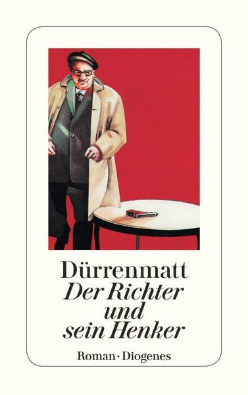 Dürrenmatt
Der Richter
und
sein Henker
Roman · Diogenes